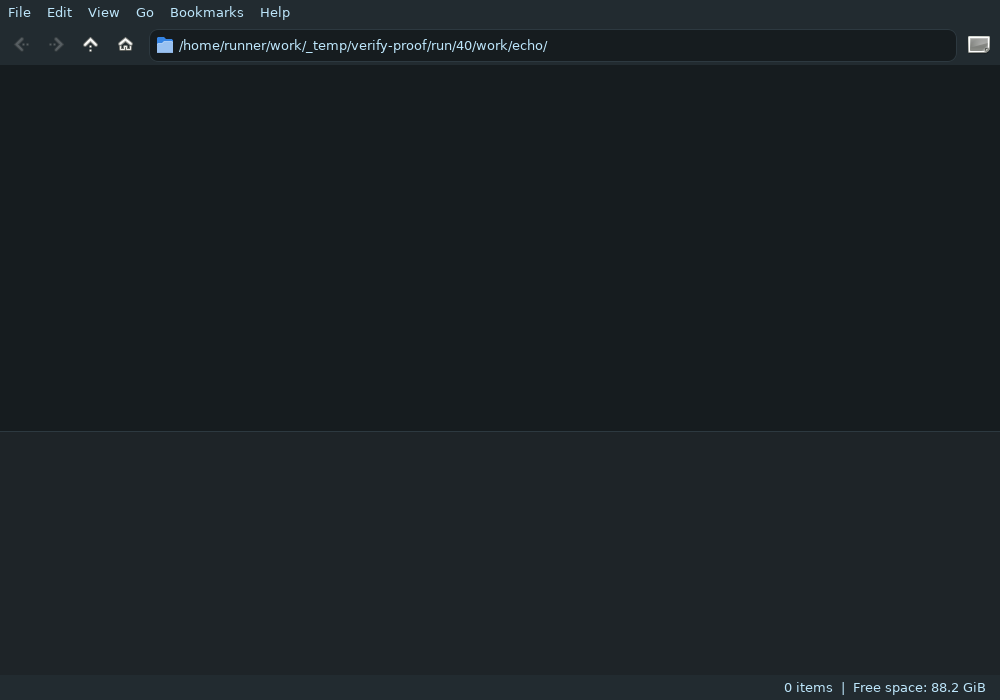 File Edit View Go Bookmarks Help
/home/runner/work/_temp/verify-proof/run/40/work/echo/
0 items | Free space: 88.2 GiB